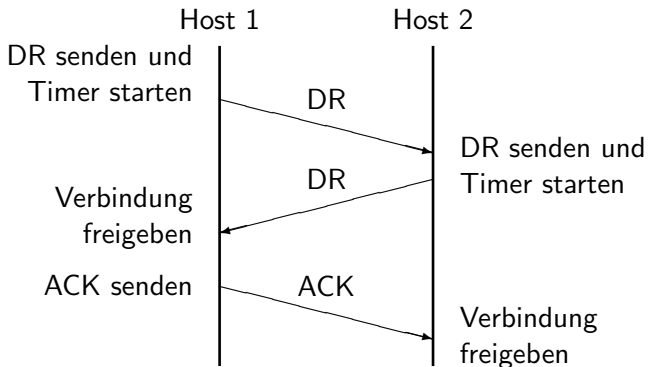 Host 1
Host 2
DR senden und
Timer starten
DR
DR senden und
Timer starten
DR
Verbindung
freigeben
ACK senden
ACK
Verbindung
freigeben